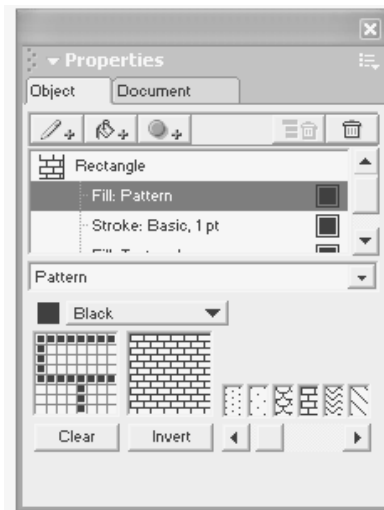 Properties
Object Document
Rectangle
Fill: Pattern
Stroke: Basic, 1 pt
Pattern
Black
Clear Invert